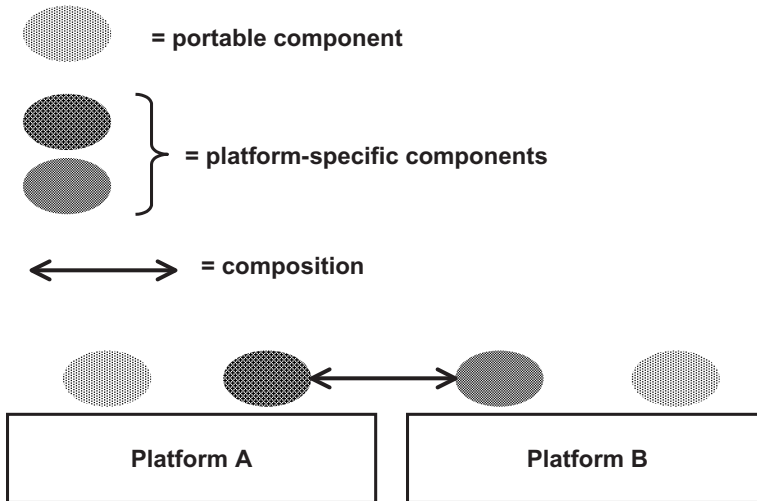 = portable component
= platform-specific components
= composition
Platform A
Platform B